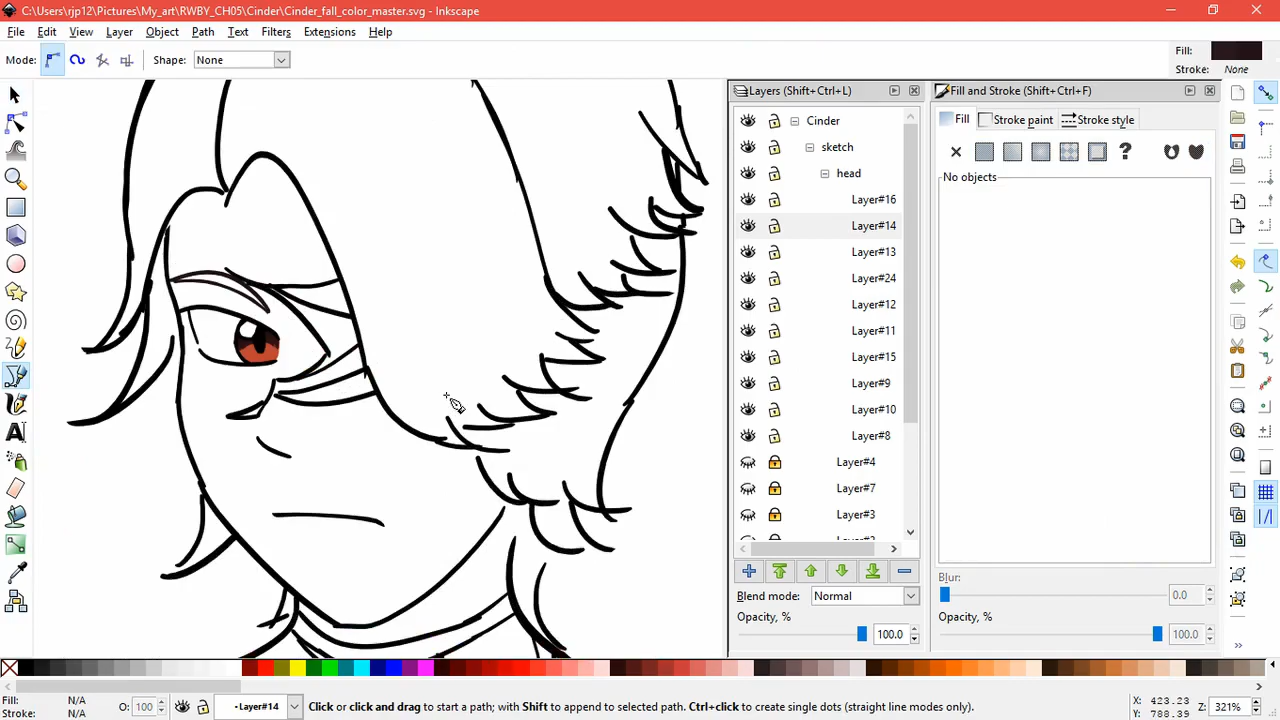 C:\Users\rjp12\Pictures\My_art\RWBY_CH05\Cinder\Cinder_fall_color_master.svg - Inkscape
File Edit View Layer Object Path Text Filters Extensions Help
Mode: Shape: None
Fill:
Stroke: None
Layers (Shift+Ctrl+L)
Cinder
sketch
head
Layer#16
Layer#14
Layer#13
Layer#24
Layer#12
Layer#11
Layer#15
Layer#9
Layer#10
Layer#8
Layer#4
Layer#7
Layer#3
Blend mode: Normal
Opacity, %
100.0
Fill and Stroke (Shift+Ctrl+F)
Fill Stroke paint Stroke style
No objects
Blur:
0.0
Opacity, %
100.0
Fill: N/A
Stroke: N/A
O: 100
•Layer#14
Click or click and drag to start a path; with Shift to append to selected path. Ctrl+click to create single dots (straight line modes only).
X: 423.23
Y: 788.39
Z: 321%